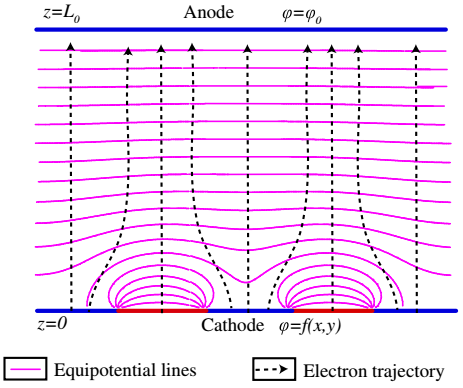 z=L₀ Anode φ=φ₀
z=0 Cathode φ=f(x,y)
Equipotential lines Electron trajectory